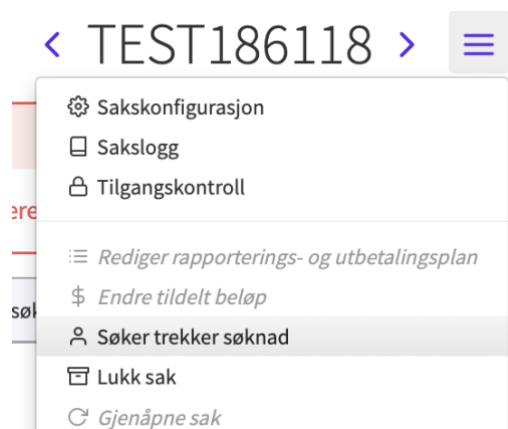 TEST186118
Sakskonfigurasjon
Sakslogg
Tilgangskontroll
Rediger rapporterings- og utbetalingsplan
Endre tildelt beløp
Søker trekker søknad
Lukk sak
Gjenåpne sak